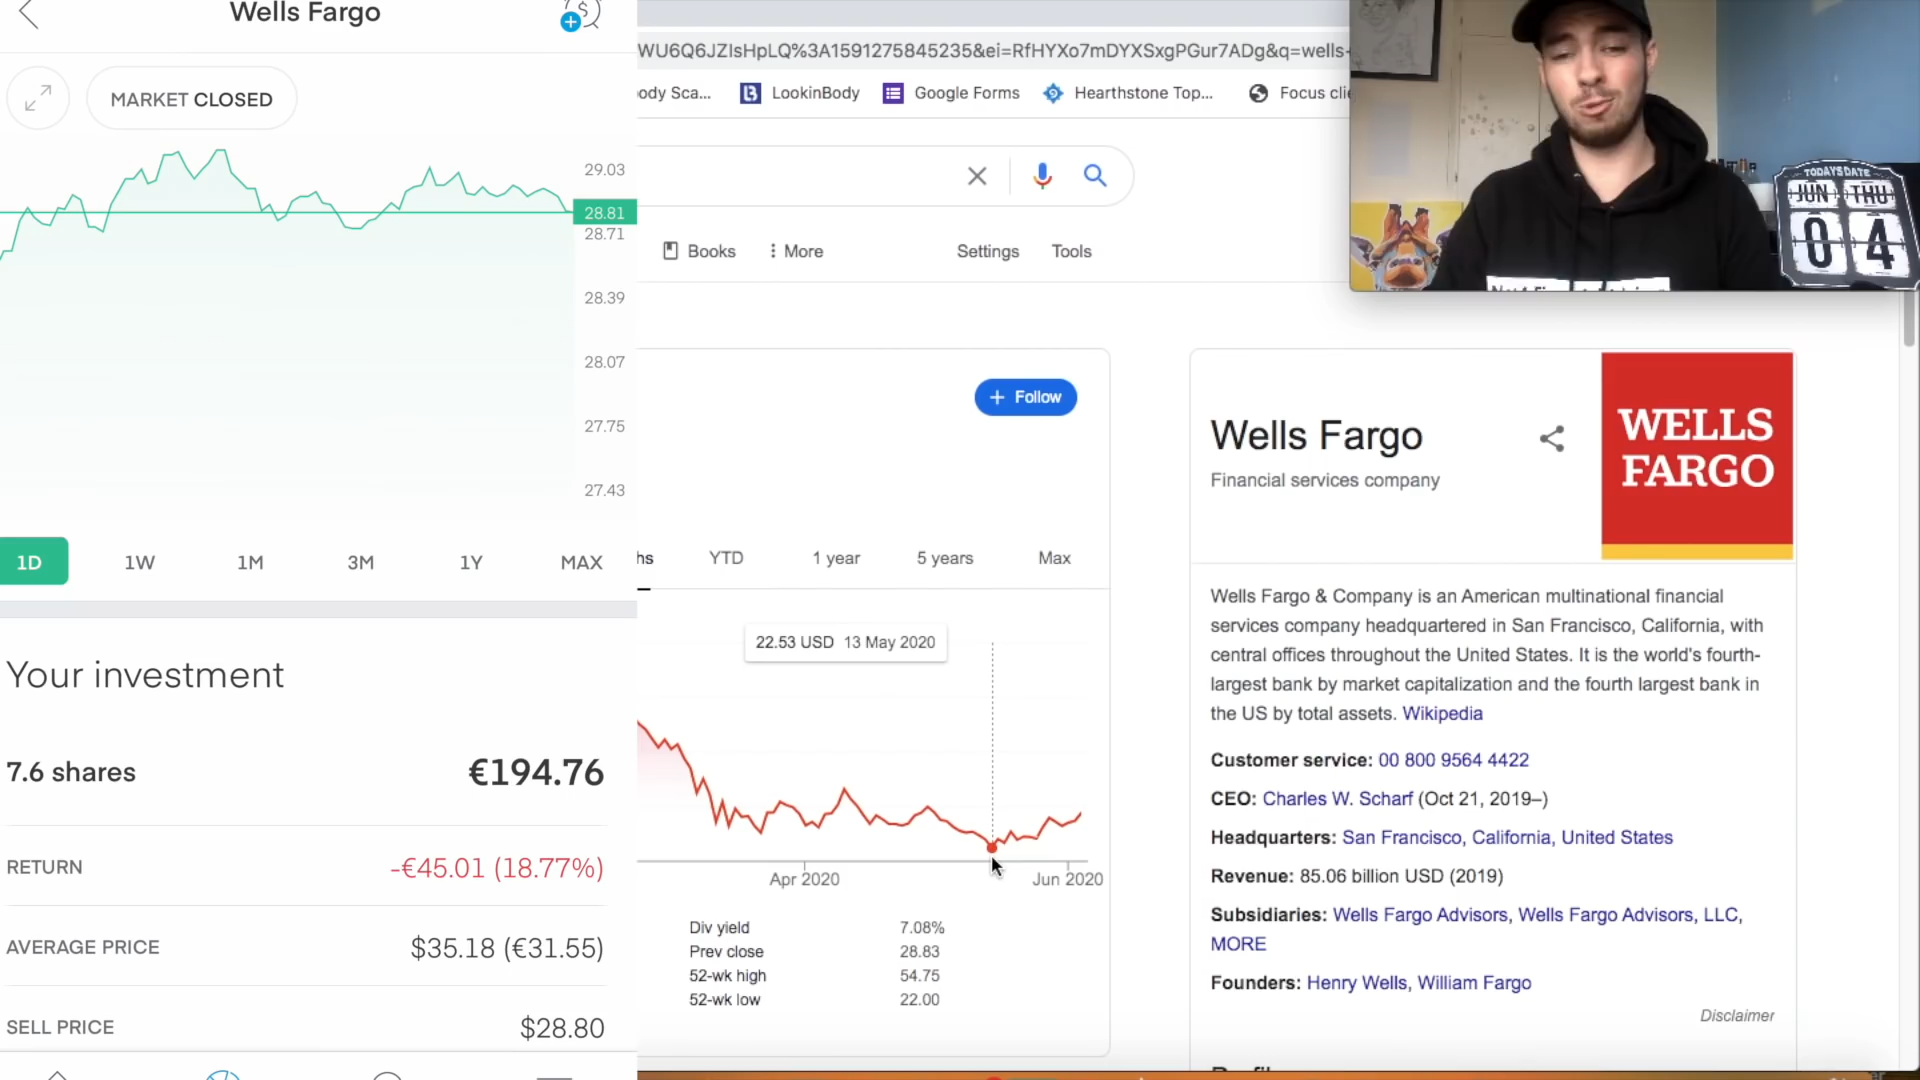 Wells Fargo
MARKET CLOSED
29.03
28.81
28.71
28.39
28.07
27.75
27.43
1D 1W 1M 3M 1Y MAX
Your investment
7.6 shares €194.76
RETURN -€45.01 (18.77%)
AVERAGE PRICE $35.18 (€31.55)
SELL PRICE $28.80
WU6Q6JZIsHpLQ%3A1591275845235&ei=RfHYXo7mDYXSxgPGur7ADg&q=wells-
ody Sca... LookinBody Google Forms Hearthstone Top... Focus clie
Books More Settings Tools
+ Follow
hs YTD 1 year 5 years Max
22.53 USD 13 May 2020
Apr 2020 Jun 2020
Div yield 7.08%
Prev close 28.83
52-wk high 54.75
52-wk low 22.00
TODAYS DATE
JUN THU
04
Wells Fargo
Financial services company
WELLS
FARGO
Wells Fargo & Company is an American multinational financial
services company headquartered in San Francisco, California, with
central offices throughout the United States. It is the world's fourth-
largest bank by market capitalization and the fourth largest bank in
the US by total assets. Wikipedia
Customer service: 00 800 9564 4422
CEO: Charles W. Scharf (Oct 21, 2019–)
Headquarters: San Francisco, California, United States
Revenue: 85.06 billion USD (2019)
Subsidiaries: Wells Fargo Advisors, Wells Fargo Advisors, LLC,
MORE
Founders: Henry Wells, William Fargo
Disclaimer